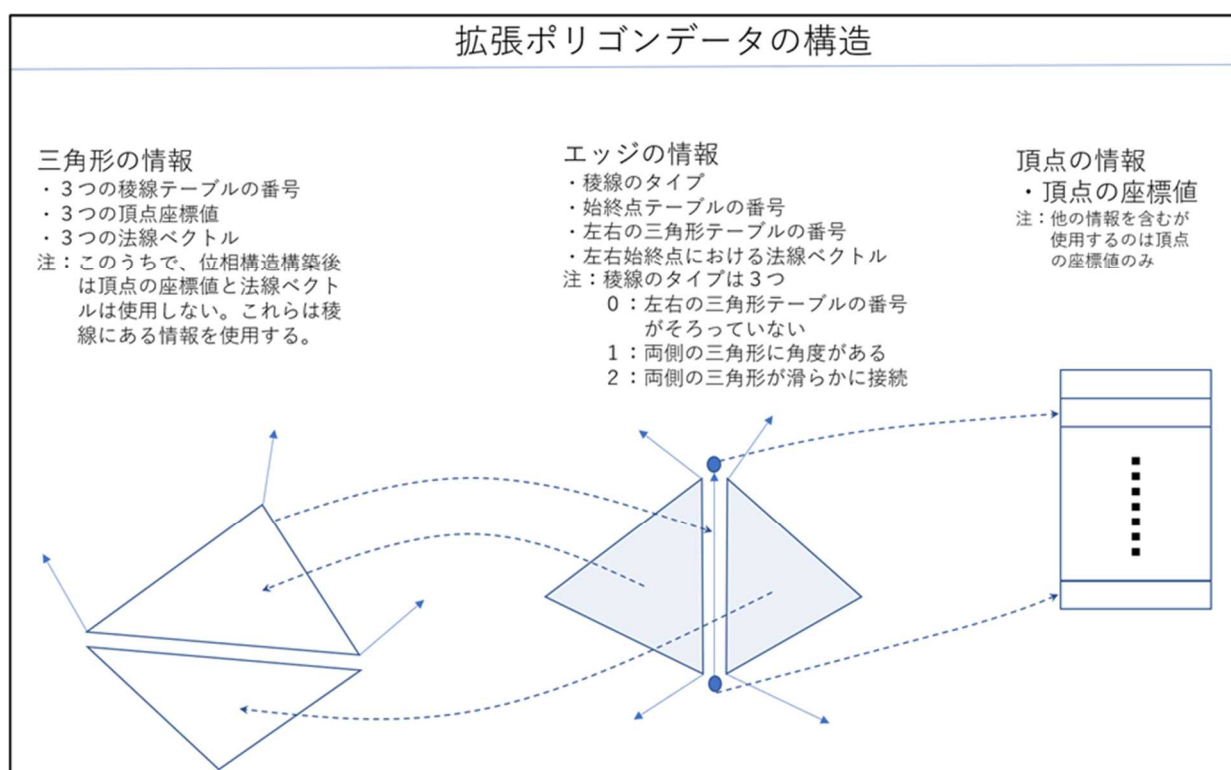 拡張ポリゴンデータの構造
三角形の情報
・３つの稜線テーブルの番号
・３つの頂点座標値
・３つの法線ベクトル
注：このうちで、位相構造構築後
は頂点の座標値と法線ベクト
ルは使用しない。これらは稜
線にある情報を使用する。
エッジの情報
・稜線のタイプ
・始終点テーブルの番号
・左右の三角形テーブルの番号
・左右始終点における法線ベクトル
注：稜線のタイプは３つ
０：左右の三角形テーブルの番号
がそろっていない
１：両側の三角形に角度がある
２：両側の三角形が滑らかに接続
頂点の情報
・頂点の座標値
注：他の情報を含むが
使用するのは頂点
の座標値のみ